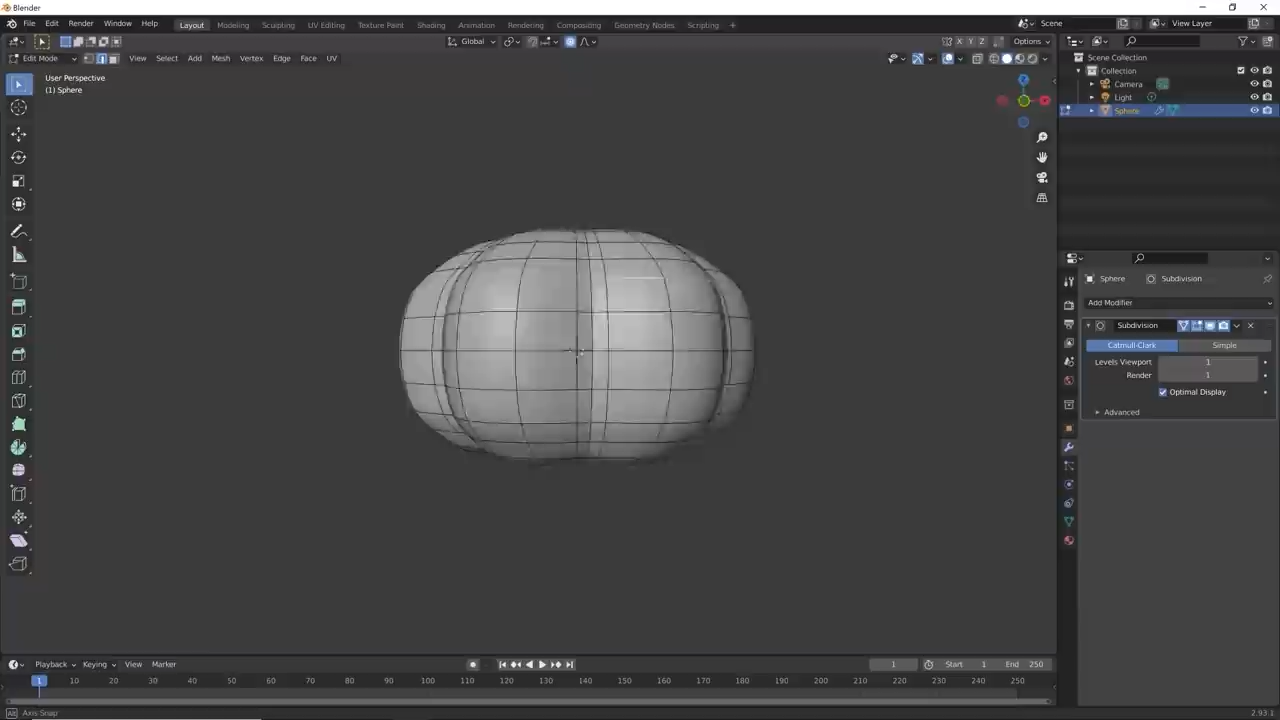 Blender
File Edit Render Window Help Layout Modeling Sculpting UV Editing Texture Paint Shading Animation Rendering Compositing Geometry Nodes Scripting + Scene View Layer
Global X Y Z Options
Edit Mode View Select Add Mesh Vertex Edge Face UV
User Perspective
(1) Sphere
Scene Collection
Collection
Camera
Light
Sphere
Sphere Subdivision
Add Modifier
Subdivision
Catmull-Clark Simple
Levels Viewport 1
Render 1
Optimal Display
Advanced
Playback Keying View Marker 1 Start 1 End 250
1 10 20 30 40 50 60 70 80 90 100 110 120 130 140 150 160 170 180 190 200 210 220 230 240 250
Alt Axis Snap 2.93.1